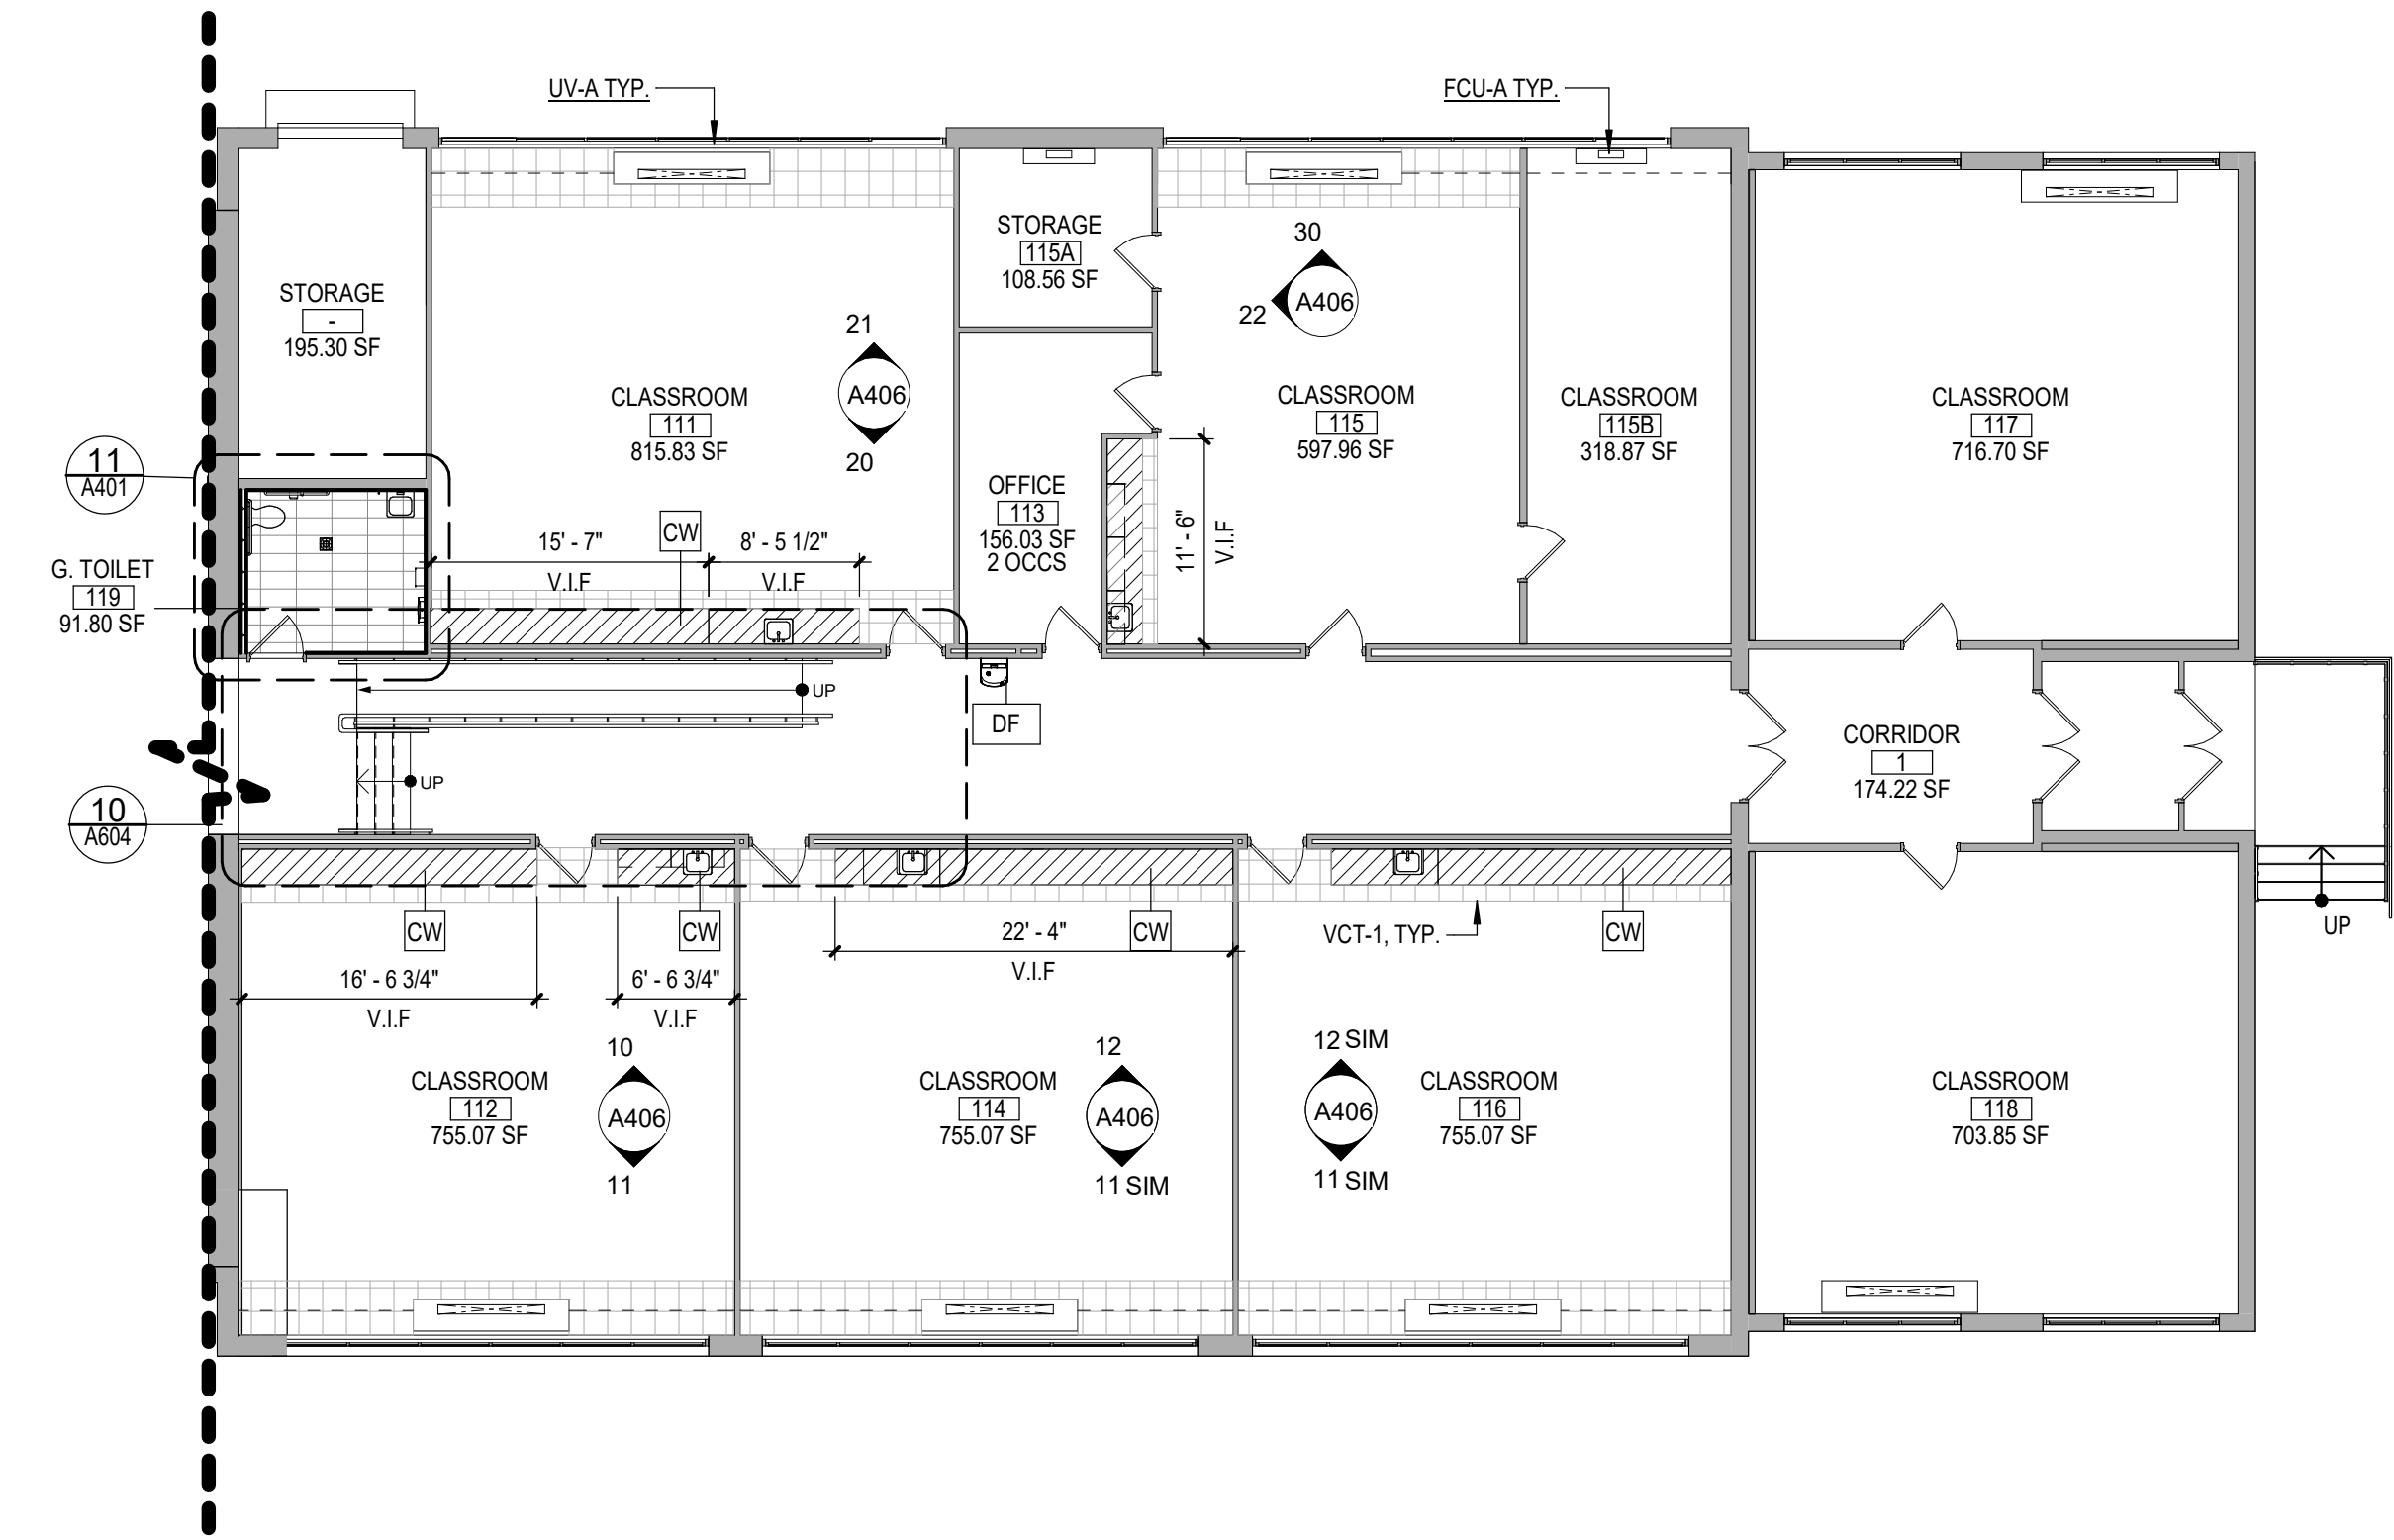 UV-A TYP.
FCU-A TYP.
STORAGE
115A
108.56 SF
30
22
A406
STORAGE
-
195.30 SF
21
A406
20
CLASSROOM
111
815.83 SF
CLASSROOM
115
597.96 SF
CLASSROOM
115B
318.87 SF
CLASSROOM
117
716.70 SF
11
A401
OFFICE
113
156.03 SF
2 OCCS
11' - 6"
V.I.F
15' - 7"
V.I.F
CW
8' - 5 1/2"
V.I.F
G. TOILET
119
91.80 SF
UP
DF
UP
CORRIDOR
1
174.22 SF
10
A604
CW
CW
22' - 4"
V.I.F
CW
VCT-1, TYP.
CW
UP
16' - 6 3/4"
V.I.F
6' - 6 3/4"
V.I.F
CLASSROOM
112
755.07 SF
10
A406
11
CLASSROOM
114
755.07 SF
12
A406
11 SIM
12 SIM
A406
11 SIM
CLASSROOM
116
755.07 SF
CLASSROOM
118
703.85 SF